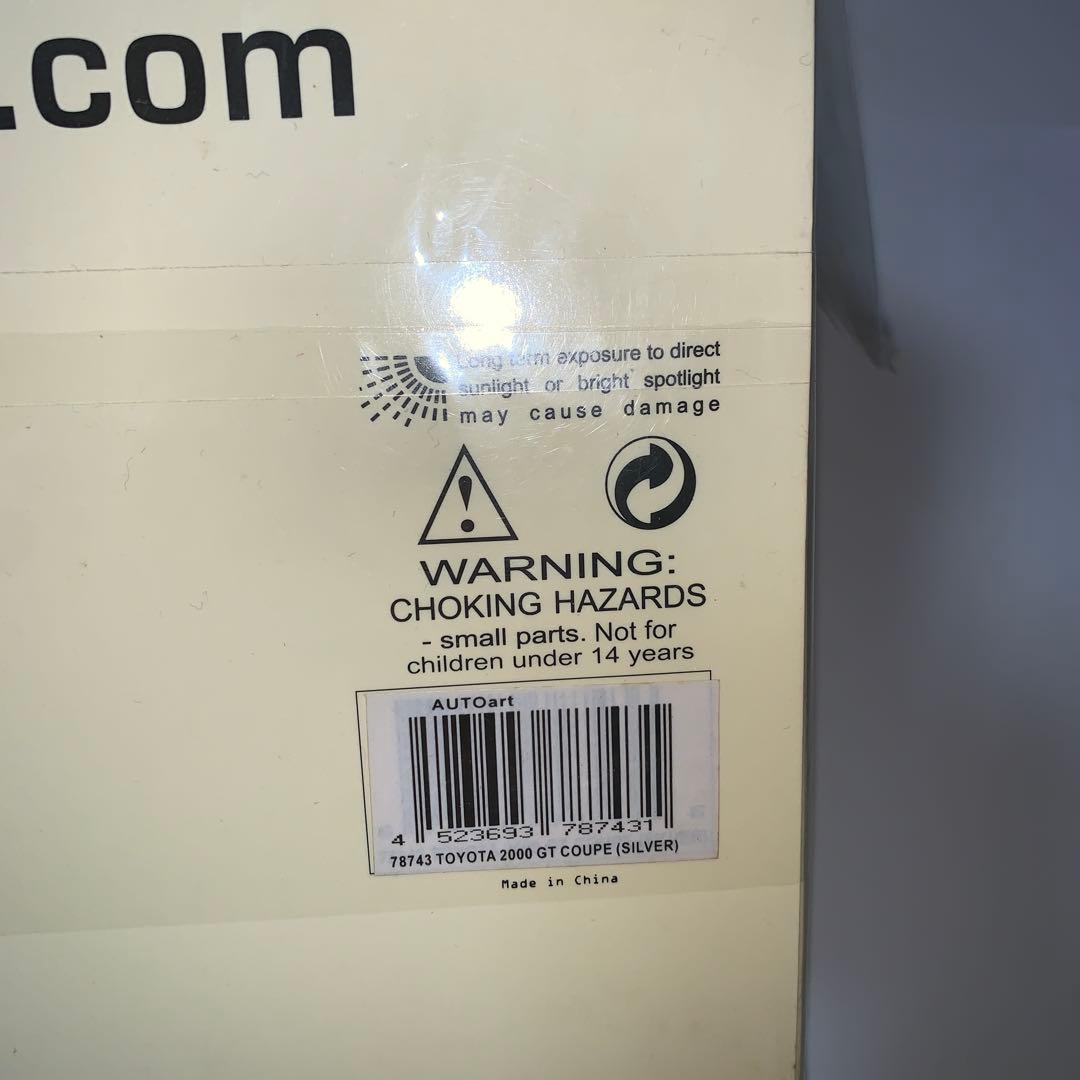 .com
Long term exposure to direct
sunlight or bright spotlight
may cause damage
WARNING:
CHOKING HAZARDS
- small parts. Not for
children under 14 years
AUTOart
4 523693 787431
78743 TOYOTA 2000 GT COUPE (SILVER)
Made in China